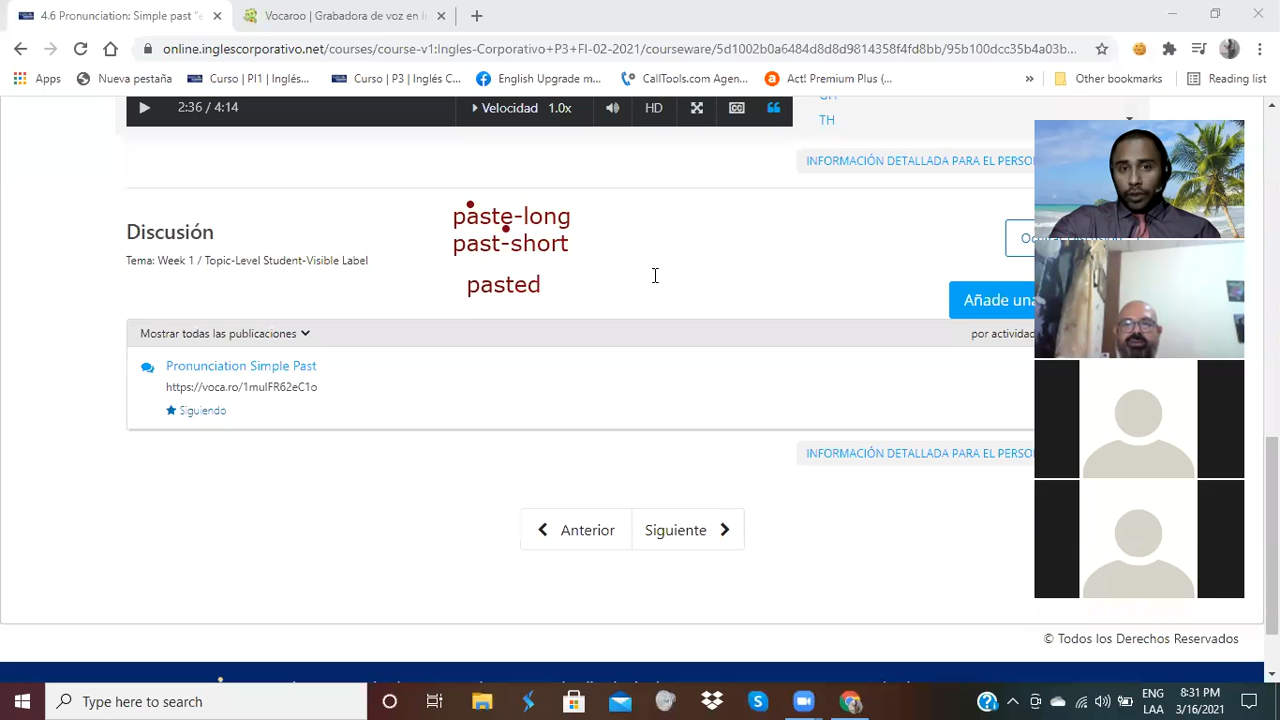 4.6 Pronunciation: Simple past “e
Vocaroo | Grabadora de voz en l
online.inglescorporativo.net/courses/course-v1:Ingles-Corporativo+P3+FI-02-2021/courseware/5d1002b0a6484d8d8d9814358f4fd8bb/95b100dcc35b4a03b...
Apps
Nueva pestaña
Curso | PI1 | Inglés...
Curso | P3 | Inglés C...
English Upgrade m...
CallTools.com Agen...
Act! Premium Plus (...
»
Other bookmarks
Reading list
2:36 / 4:14
Velocidad 1.0x
HD
TH
INFORMACIÓN DETALLADA PARA EL PERSO
paste-long
past-short
pasted
Discusión
Tema: Week 1 / Topic-Level Student-Visible Label
Añade una
Mostrar todas las publicaciones
por actividad
Pronunciation Simple Past
https://voca.ro/1muIFR62eC1o
Siguiendo
INFORMACIÓN DETALLADA PARA EL PERSO
Anterior
Siguiente
© Todos los Derechos Reservados
Type here to search
ENG
LAA
8:31 PM
3/16/2021